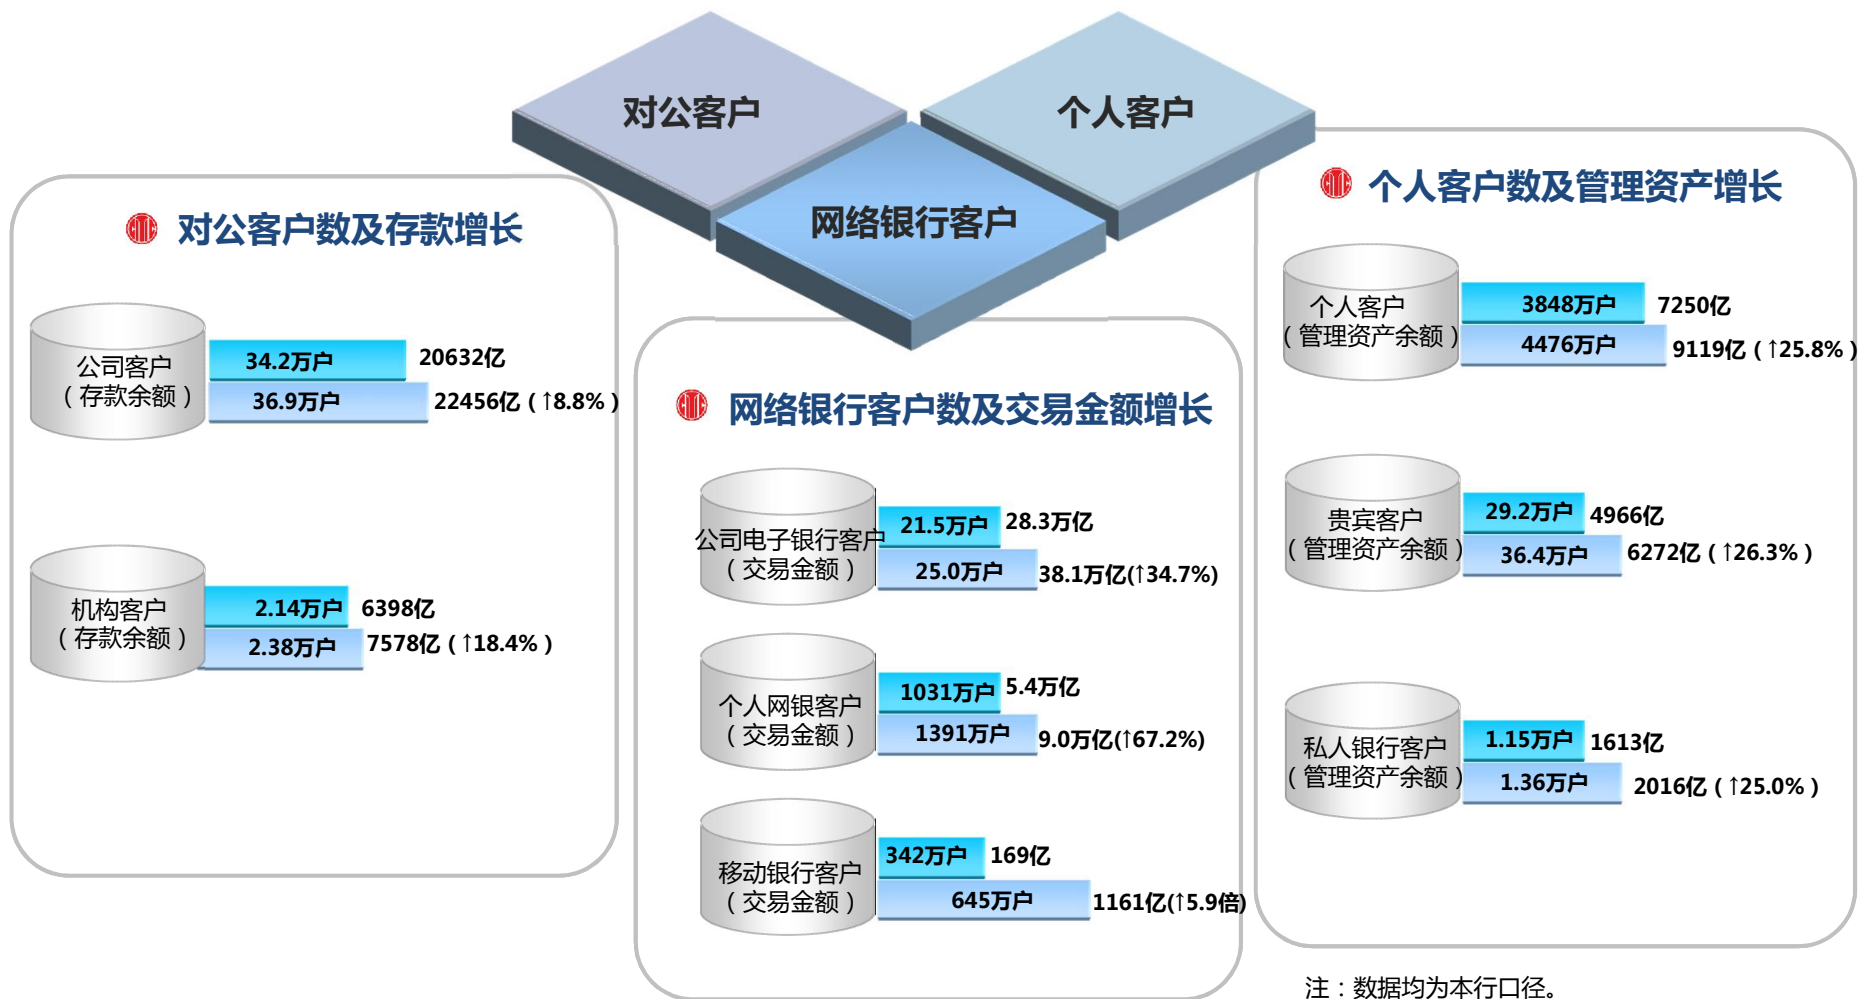 对公客户
个人客户
网络银行客户
对公客户数及存款增长
公司客户
（存款余额）
34.2万户
20632亿
36.9万户
22456亿（↑8.8%）
机构客户
（存款余额）
2.14万户
6398亿
2.38万户
7578亿（↑18.4%）
网络银行客户数及交易金额增长
公司电子银行客户
（交易金额）
21.5万户
28.3万亿
25.0万户
38.1万亿(↑34.7%)
个人网银客户
（交易金额）
1031万户
5.4万亿
1391万户
9.0万亿(↑67.2%)
移动银行客户
（交易金额）
342万户
169亿
645万户
1161亿(↑5.9倍)
个人客户数及管理资产增长
个人客户
（管理资产余额）
3848万户
7250亿
4476万户
9119亿（↑25.8%）
贵宾客户
（管理资产余额）
29.2万户
4966亿
36.4万户
6272亿（↑26.3%）
私人银行客户
（管理资产余额）
1.15万户
1613亿
1.36万户
2016亿（↑25.0%）
注：数据均为本行口径。